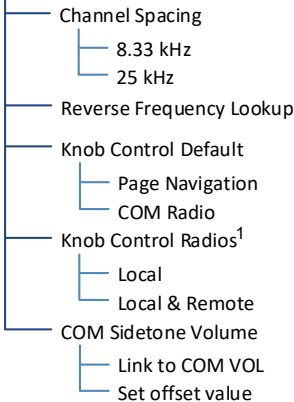 Channel Spacing
8.33 kHz
25 kHz
Reverse Frequency Lookup
Knob Control Default
Page Navigation
COM Radio
Knob Control Radios¹
Local
Local & Remote
COM Sidetone Volume
Link to COM VOL
Set offset value